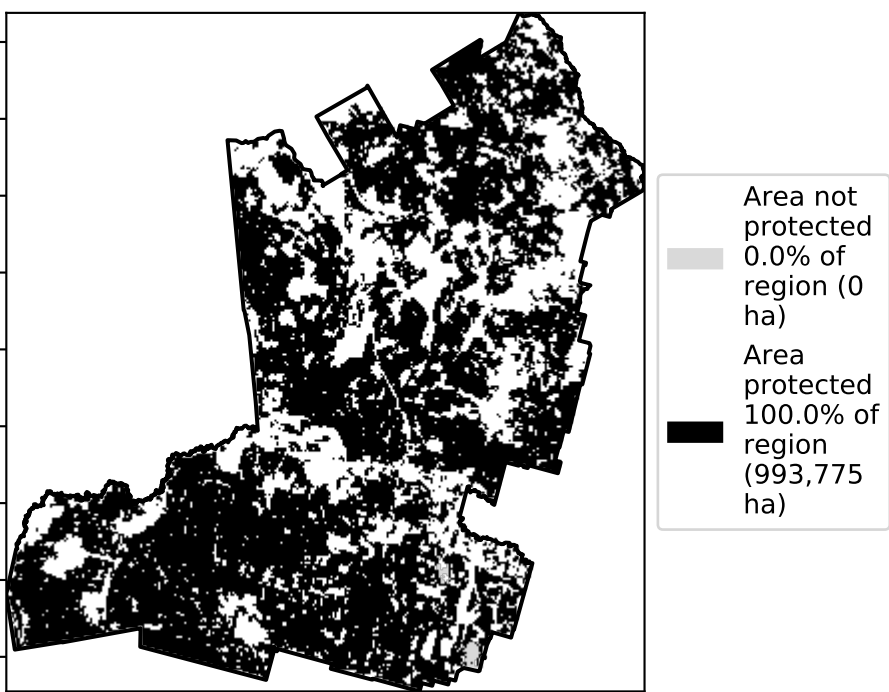 Area not
protected
0.0% of
region (0
ha)
Area
protected
100.0% of
region
(993,775
ha)